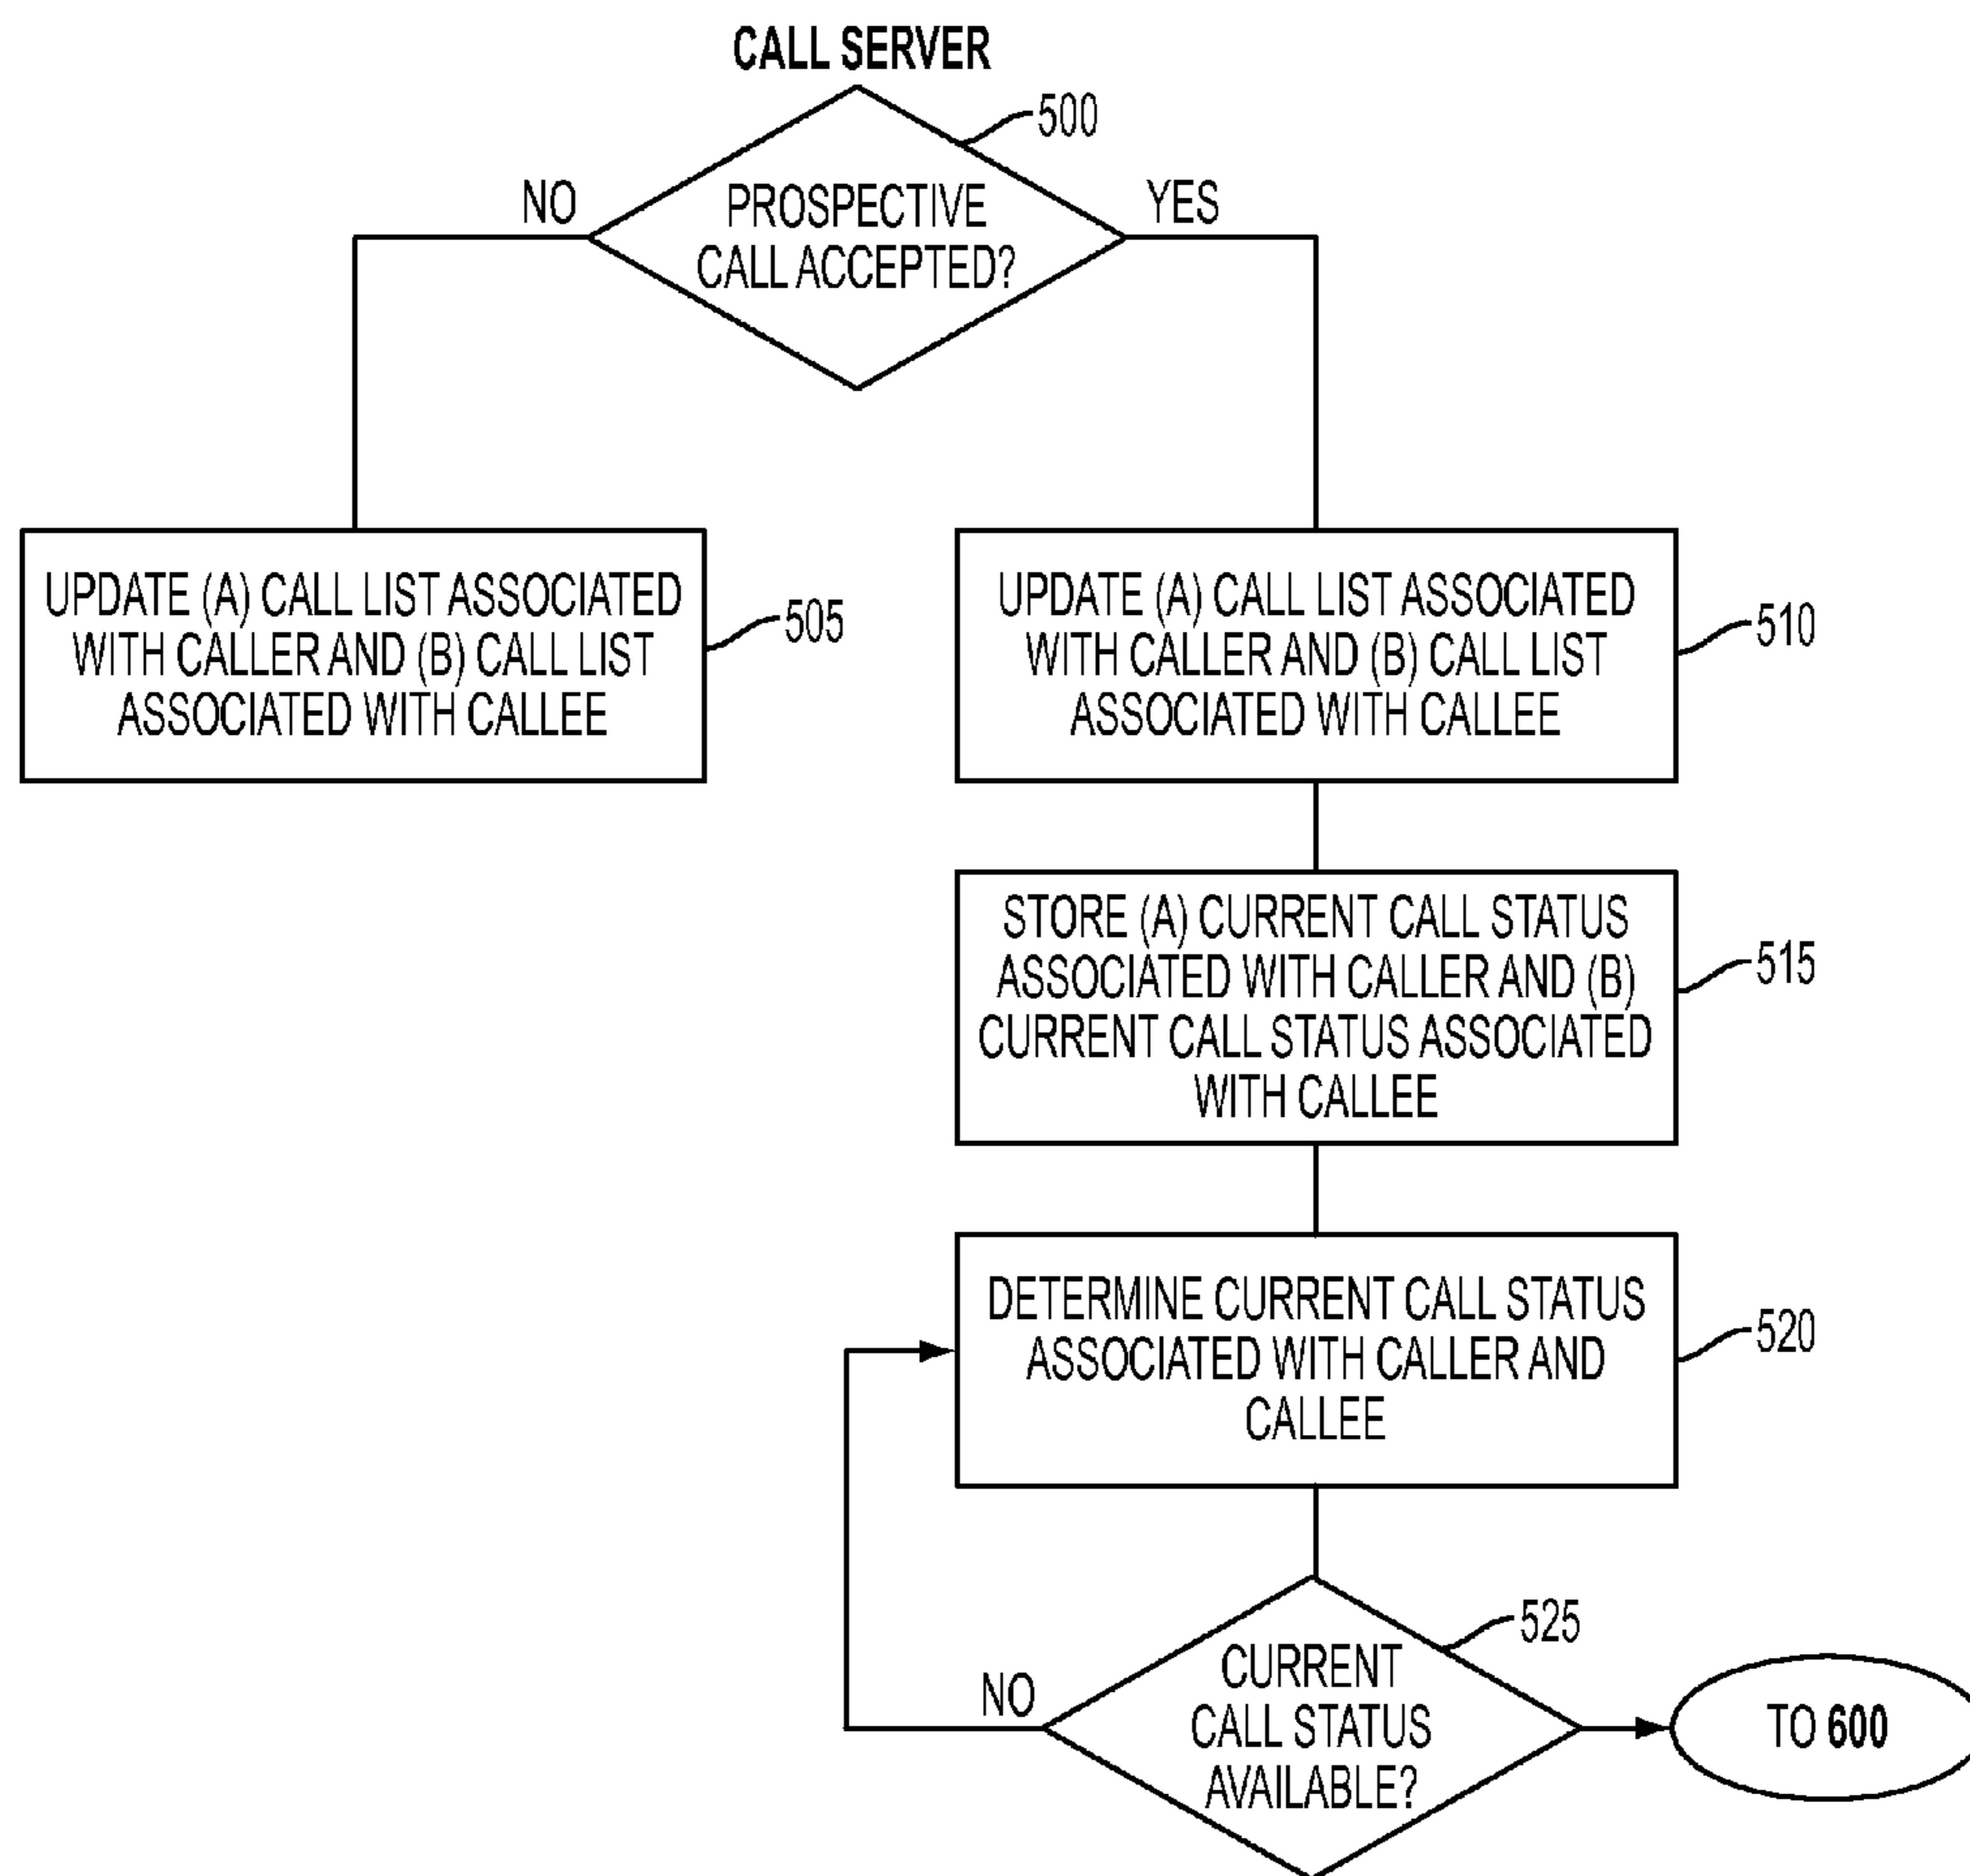 CALL SERVER
500
NO
YES
PROSPECTIVE
CALL ACCEPTED?
UPDATE (A) CALL LIST ASSOCIATED
WITH CALLER AND (B) CALL LIST
ASSOCIATED WITH CALLEE
505
UPDATE (A) CALL LIST ASSOCIATED
WITH CALLER AND (B) CALL LIST
ASSOCIATED WITH CALLEE
510
STORE (A) CURRENT CALL STATUS
ASSOCIATED WITH CALLER AND (B)
CURRENT CALL STATUS ASSOCIATED
WITH CALLEE
515
DETERMINE CURRENT CALL STATUS
ASSOCIATED WITH CALLER AND
CALLEE
520
525
NO
CURRENT
CALL STATUS
AVAILABLE?
TO 600